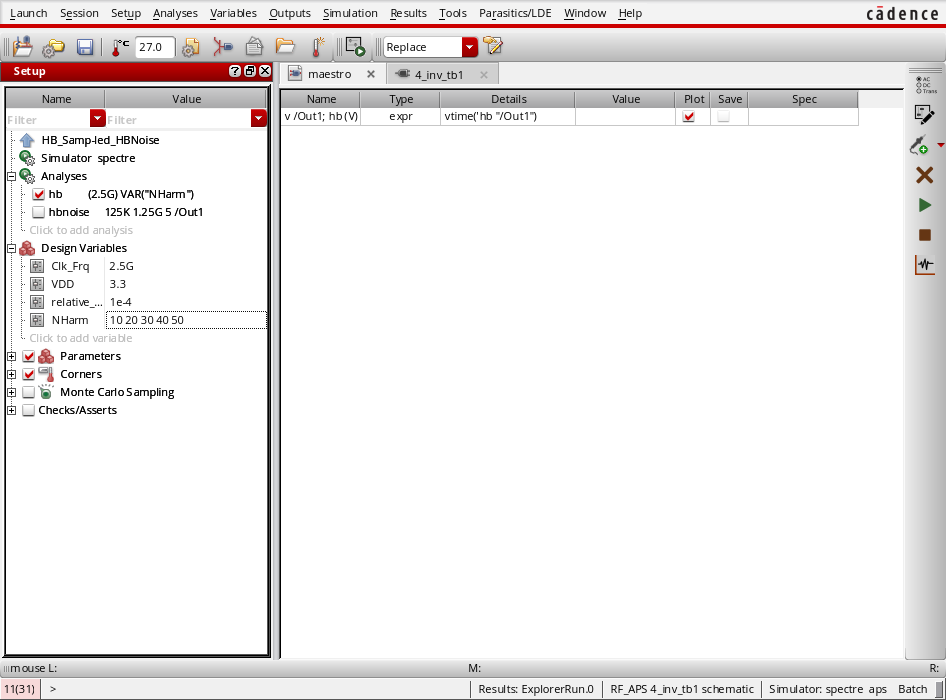 Launch Session Setup Analyses Variables Outputs Simulation Results Tools Parasitics/LDE Window Help cādence
°C 27.0 Replace
Setup
maestro 4_inv_tb1
AC
DC
Trans
Name Value
Filter Filter
HB_Samp-led_HBNoise
Simulator spectre
Analyses
hb (2.5G) VAR("NHarm")
hbnoise 125K 1.25G 5 /Out1
Click to add analysis
Design Variables
Clk_Frq 2.5G
VDD 3.3
relative_... 1e-4
NHarm 10 20 30 40 50
Click to add variable
Parameters
Corners
Monte Carlo Sampling
Checks/Asserts
Name Type Details Value Plot Save Spec
v /Out1; hb (V) expr vtime('hb "/Out1")
mouse L: M: R:
11(31) > Results: ExplorerRun.0 RF_APS 4_inv_tb1 schematic Simulator: spectre aps Batch